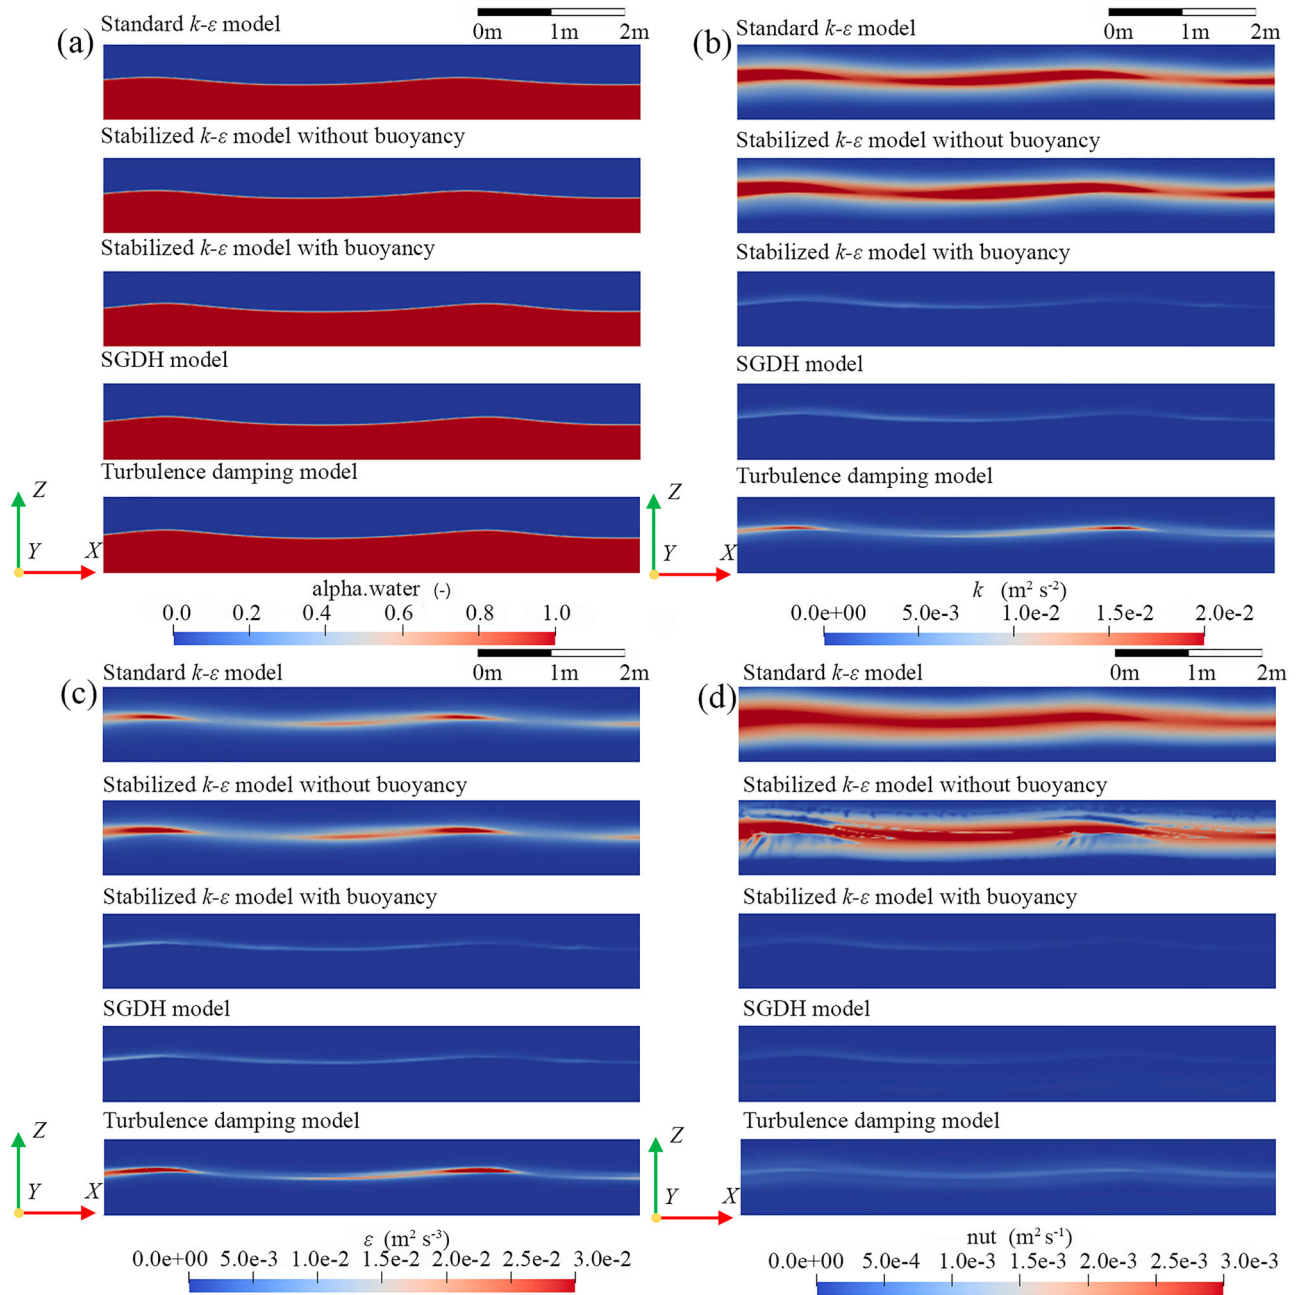 Standard k-ε model
(a)
0m 1m 2m
Stabilized k-ε model without buoyancy
Stabilized k-ε model with buoyancy
SGDH model
Turbulence damping model
Z
Y X
alpha.water (-)
0.0 0.2 0.4 0.6 0.8 1.0
Standard k-ε model
(b)
0m 1m 2m
Stabilized k-ε model without buoyancy
Stabilized k-ε model with buoyancy
SGDH model
Turbulence damping model
Z
Y X
k (m² s⁻²)
0.0e+00 5.0e-3 1.0e-2 1.5e-2 2.0e-2
Standard k-ε model
(c)
0m 1m 2m
Stabilized k-ε model without buoyancy
Stabilized k-ε model with buoyancy
SGDH model
Turbulence damping model
Z
Y X
ε (m² s⁻³)
0.0e+00 5.0e-3 1.0e-2 1.5e-2 2.0e-2 2.5e-2 3.0e-2
Standard k-ε model
(d)
0m 1m 2m
Stabilized k-ε model without buoyancy
Stabilized k-ε model with buoyancy
SGDH model
Turbulence damping model
Z
Y X
nut (m² s⁻¹)
0.0e+00 5.0e-4 1.0e-3 1.5e-3 2.0e-3 2.5e-3 3.0e-3